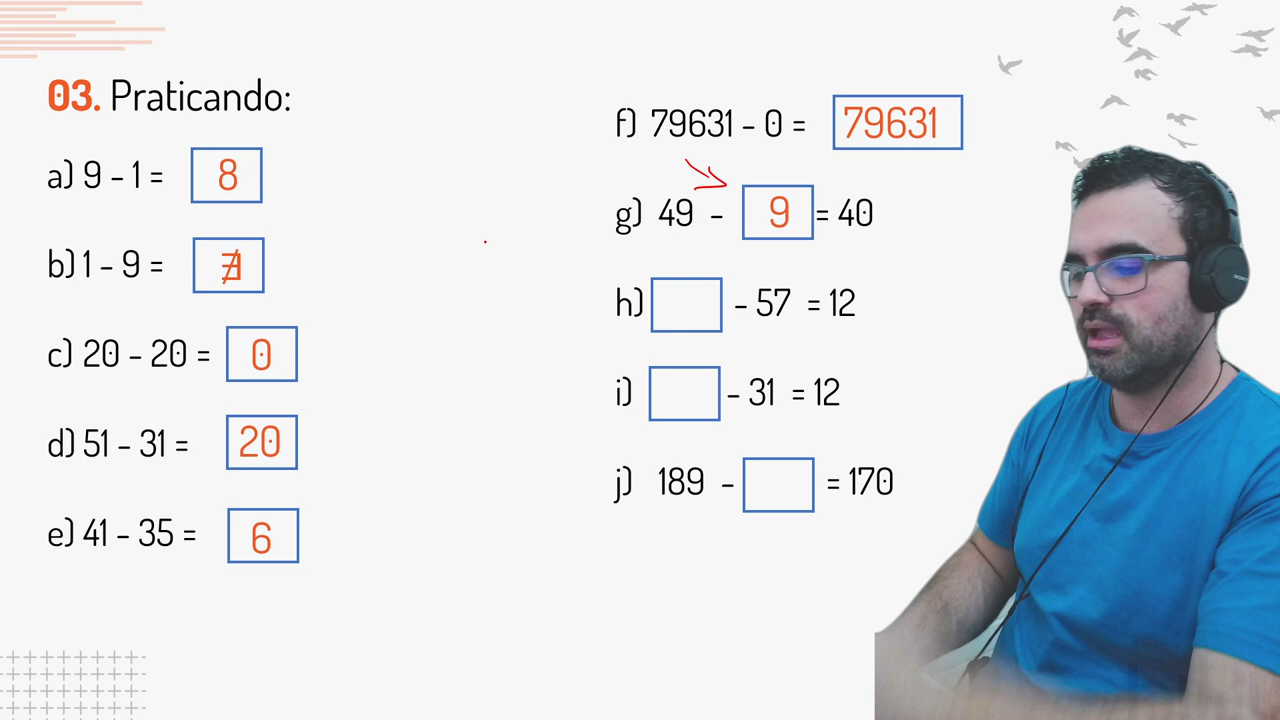 03. Praticando:
a) 9 - 1 = 8
b) 1 - 9 = ∄
c) 20 - 20 = 0
d) 51 - 31 = 20
e) 41 - 35 = 6
f) 79631 - 0 = 79631
g) 49 - 9 = 40
h) - 57 = 12
i) - 31 = 12
j) 189 - = 170